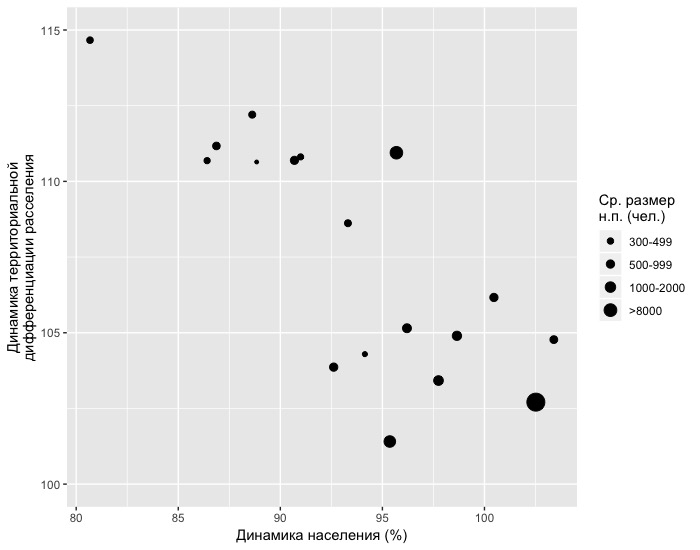 115
110
105
100
Динамика территориальной
дифференциации расселения
80
85
90
95
100
Динамика населения (%)
Ср. размер
н.п. (чел.)
300-499
500-999
1000-2000
>8000